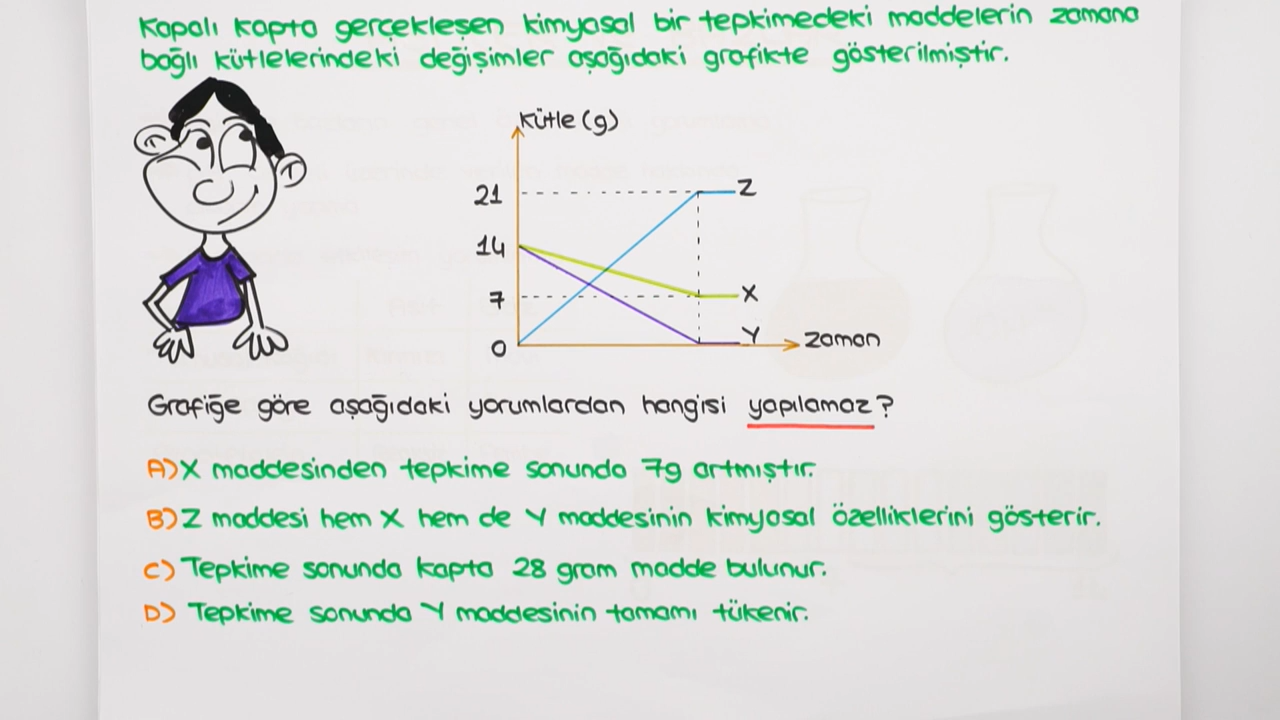 Kapalı kapta gerçekleşen kimyasal bir tepkimedeki maddelerin zamana
bağlı kütlelerindeki değişimler aşağıdaki grafikte gösterilmiştir.
Kütle (g)
21
Z
14
7
X
Y
0
zaman
Grafiğe göre aşağıdaki yorumlardan hangisi yapılamaz?
A) X maddesinden tepkime sonunda 7g artmıştır.
B) Z maddesi hem X hem de Y maddesinin kimyasal özelliklerini gösterir.
C) Tepkime sonunda kapta 28 gram madde bulunur.
D) Tepkime sonunda Y maddesinin tamamı tükenir.